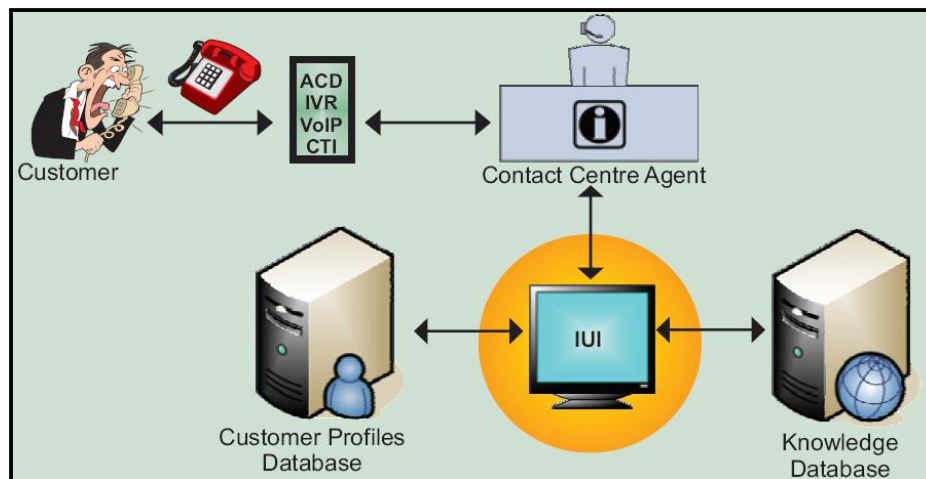 ACD
IVR
VoIP
CTI
Customer
Contact Centre Agent
IUI
Customer Profiles
Database
Knowledge
Database